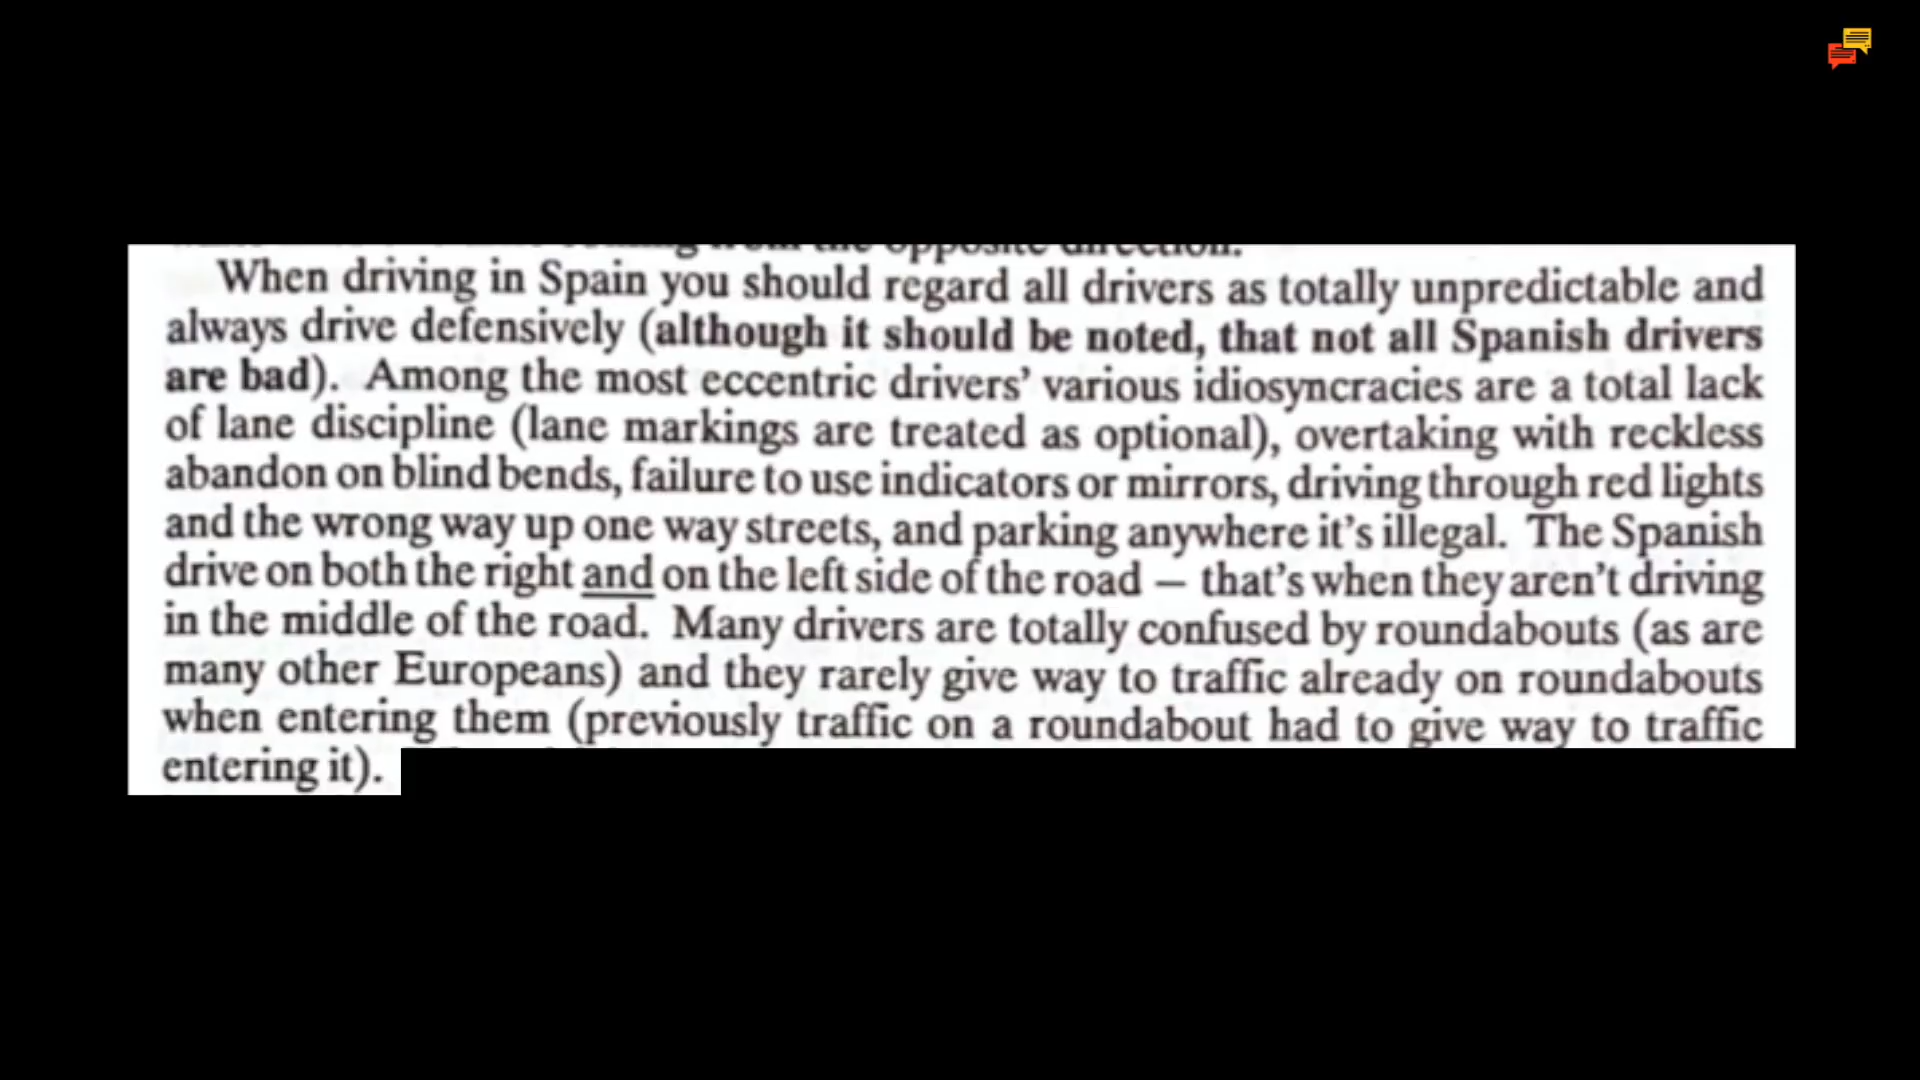 from the opposite direction.
When driving in Spain you should regard all drivers as totally unpredictable and
always drive defensively (although it should be noted, that not all Spanish drivers
are bad). Among the most eccentric drivers' various idiosyncracies are a total lack
of lane discipline (lane markings are treated as optional), overtaking with reckless
abandon on blind bends, failure to use indicators or mirrors, driving through red lights
and the wrong way up one way streets, and parking anywhere it's illegal. The Spanish
drive on both the right and on the left side of the road — that's when they aren't driving
in the middle of the road. Many drivers are totally confused by roundabouts (as are
many other Europeans) and they rarely give way to traffic already on roundabouts
when entering them (previously traffic on a roundabout had to give way to traffic
entering it).